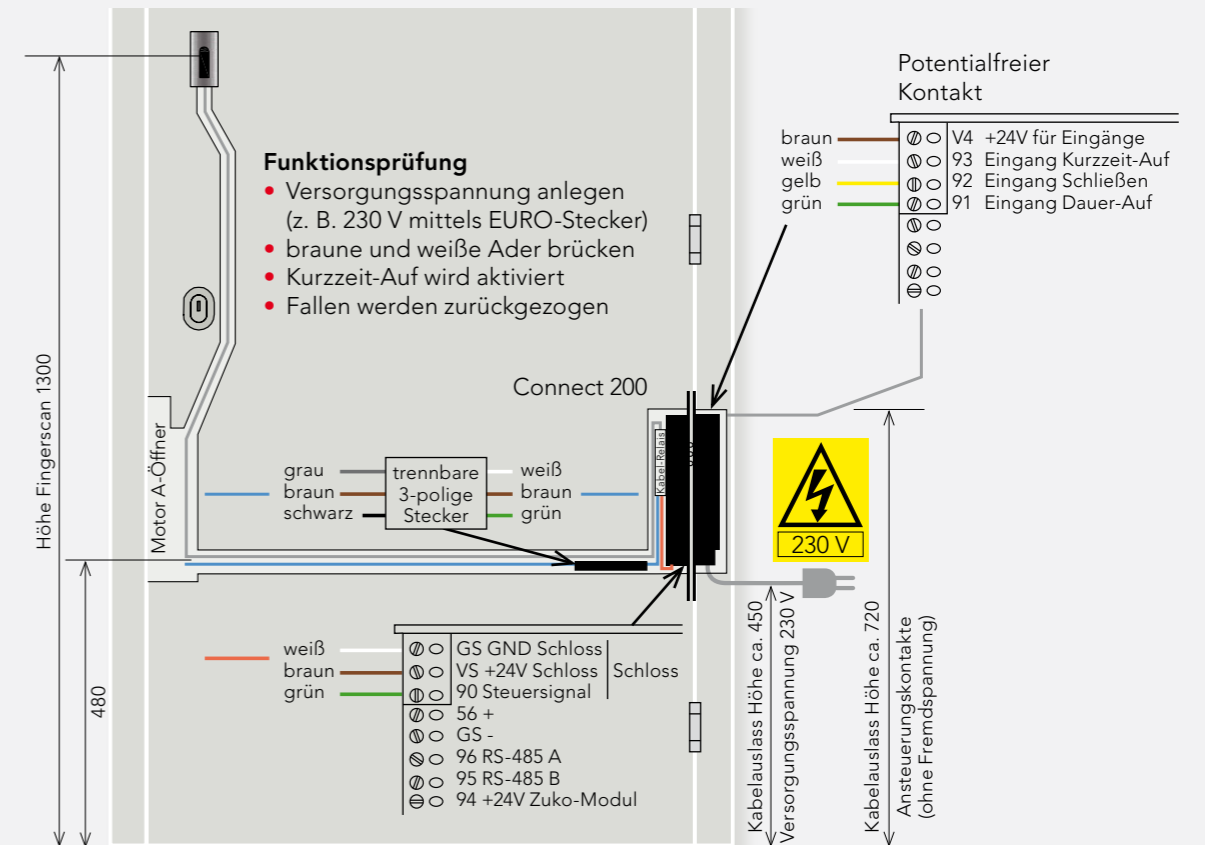 Potentialfreier
Kontakt
braun
weiß
gelb
grün
V4 +24V für Eingänge
93 Eingang Kurzzeit-Auf
92 Eingang Schließen
91 Eingang Dauer-Auf
Funktionsprüfung
• Versorgungsspannung anlegen
(z. B. 230 V mittels EURO-Stecker)
• braune und weiße Ader brücken
• Kurzzeit-Auf wird aktiviert
• Fallen werden zurückgezogen
Höhe Fingerscan 1300
Motor A-Öffner
Connect 200
Kabel-Relais
grau
braun
schwarz
trennbare
3-polige
Stecker
weiß
braun
grün
230 V
480
weiß
braun
grün
GS GND Schloss
VS +24V Schloss
90 Steuersignal
Schloss
56 +
GS -
96 RS-485 A
95 RS-485 B
94 +24V Zuko-Modul
Kabelauslass Höhe ca. 450
Versorgungsspannung 230 V
Kabelauslass Höhe ca. 720
Ansteuerungskontakte
(ohne Fremdspannung)